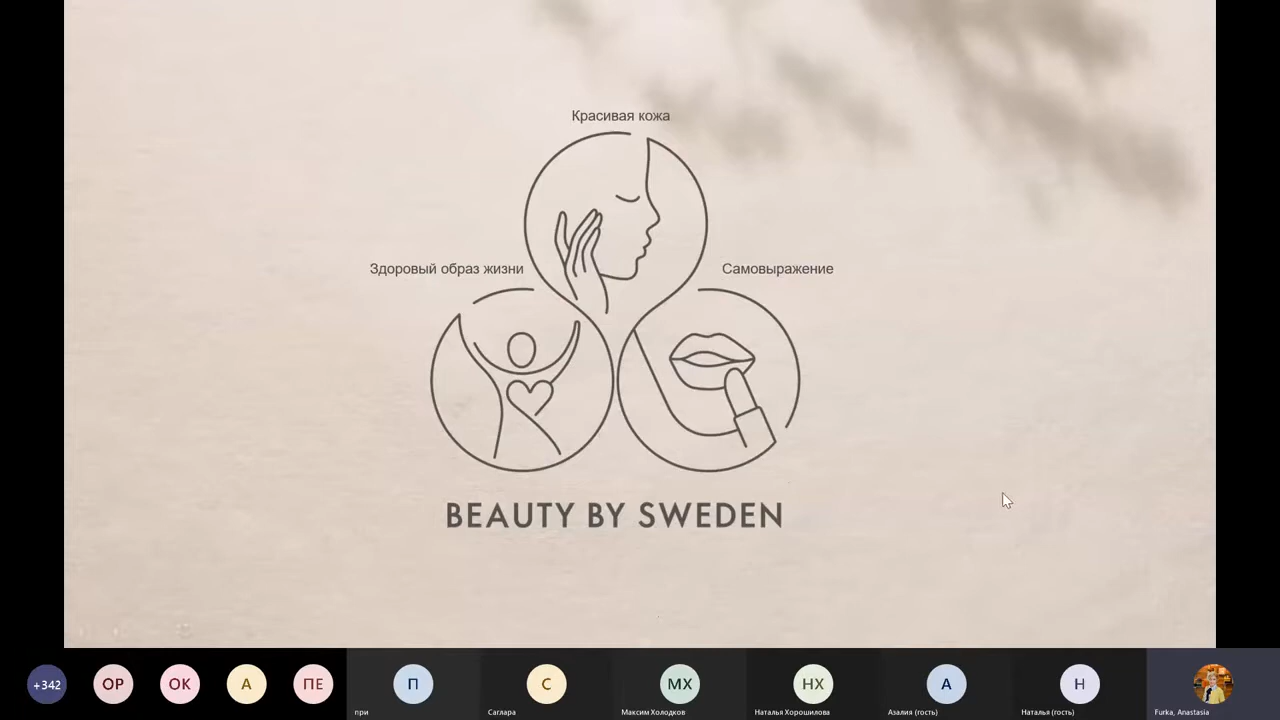 Красивая кожа
Здоровый образ жизни
Самовыражение
BEAUTY BY SWEDEN
+342
ОР
ОК
А
ПЕ
П
С
МХ
НХ
А
Н
при
Саглара
Максим Холодков
Наталья Хорошилова
Азалия (гость)
Наталья (гость)
Furka, Anastasia